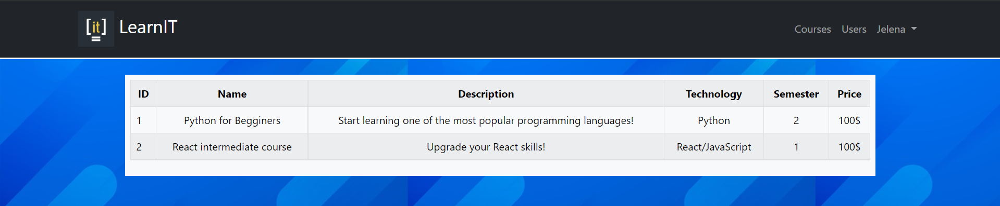 [it] LearnIT Courses Users Jelena
ID Name Description Technology Semester Price
1 Python for Begginers Start learning one of the most popular programming languages! Python 2 100$
2 React intermediate course Upgrade your React skills! React/JavaScript 1 100$